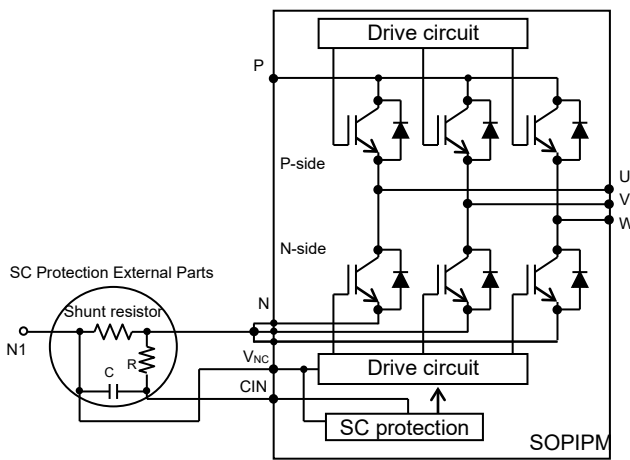 Drive circuit
P
P-side
U
V
W
N-side
SC Protection External Parts
Shunt resistor
N
N1
R
C
VNC
Drive circuit
CIN
SC protection
SOPIPM